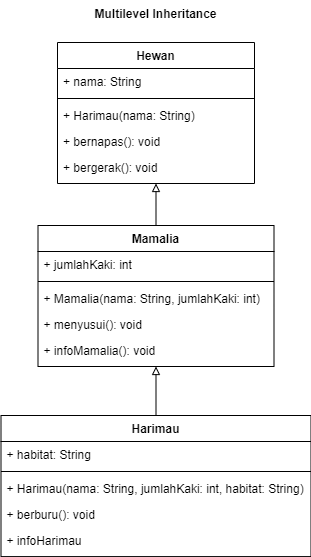 Multilevel Inheritance
Hewan
+ nama: String
+ Harimau(nama: String)
+ bernapas(): void
+ bergerak(): void
Mamalia
+ jumlahKaki: int
+ Mamalia(nama: String, jumlahKaki: int)
+ menyusui(): void
+ infoMamalia(): void
Harimau
+ habitat: String
+ Harimau(nama: String, jumlahKaki: int, habitat: String)
+ berburu(): void
+ infoHarimau